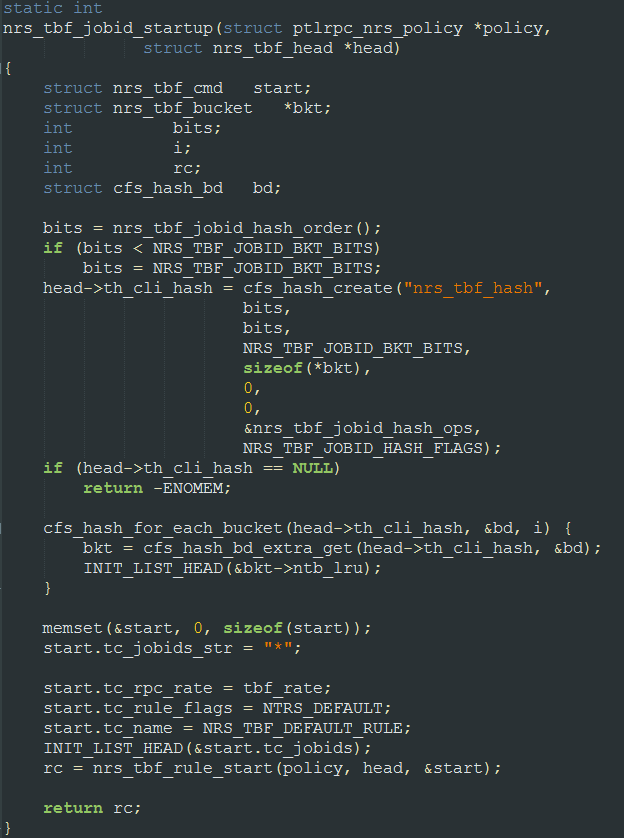 static int
nrs_tbf_jobid_startup(struct ptlrpc_nrs_policy *policy,
struct nrs_tbf_head *head)
{
struct nrs_tbf_cmd start;
struct nrs_tbf_bucket *bkt;
int bits;
int i;
int rc;
struct cfs_hash_bd bd;
bits = nrs_tbf_jobid_hash_order();
if (bits < NRS_TBF_JOBID_BKT_BITS)
bits = NRS_TBF_JOBID_BKT_BITS;
head->th_cli_hash = cfs_hash_create("nrs_tbf_hash",
bits,
bits,
NRS_TBF_JOBID_BKT_BITS,
sizeof(*bkt),
0,
0,
&nrs_tbf_jobid_hash_ops,
NRS_TBF_JOBID_HASH_FLAGS);
if (head->th_cli_hash == NULL)
return -ENOMEM;
cfs_hash_for_each_bucket(head->th_cli_hash, &bd, i) {
bkt = cfs_hash_bd_extra_get(head->th_cli_hash, &bd);
INIT_LIST_HEAD(&bkt->ntb_lru);
}
memset(&start, 0, sizeof(start));
start.tc_jobids_str = "*";
start.tc_rpc_rate = tbf_rate;
start.tc_rule_flags = NTRS_DEFAULT;
start.tc_name = NRS_TBF_DEFAULT_RULE;
INIT_LIST_HEAD(&start.tc_jobids);
rc = nrs_tbf_rule_start(policy, head, &start);
return rc;
}